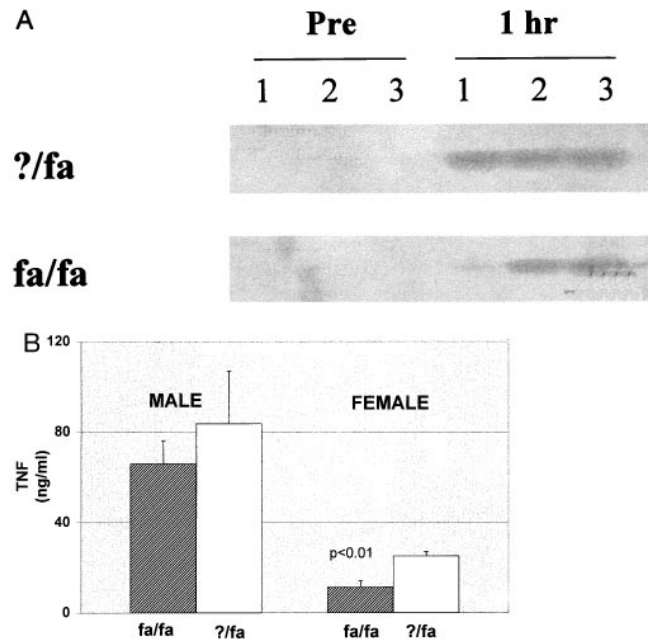 A
Pre 1 hr
1 2 3 1 2 3
?/fa
fa/fa
B
120
MALE FEMALE
80
TNF
(ng/ml)
40
p<0.01
0
fa/fa ?/fa fa/fa ?/fa